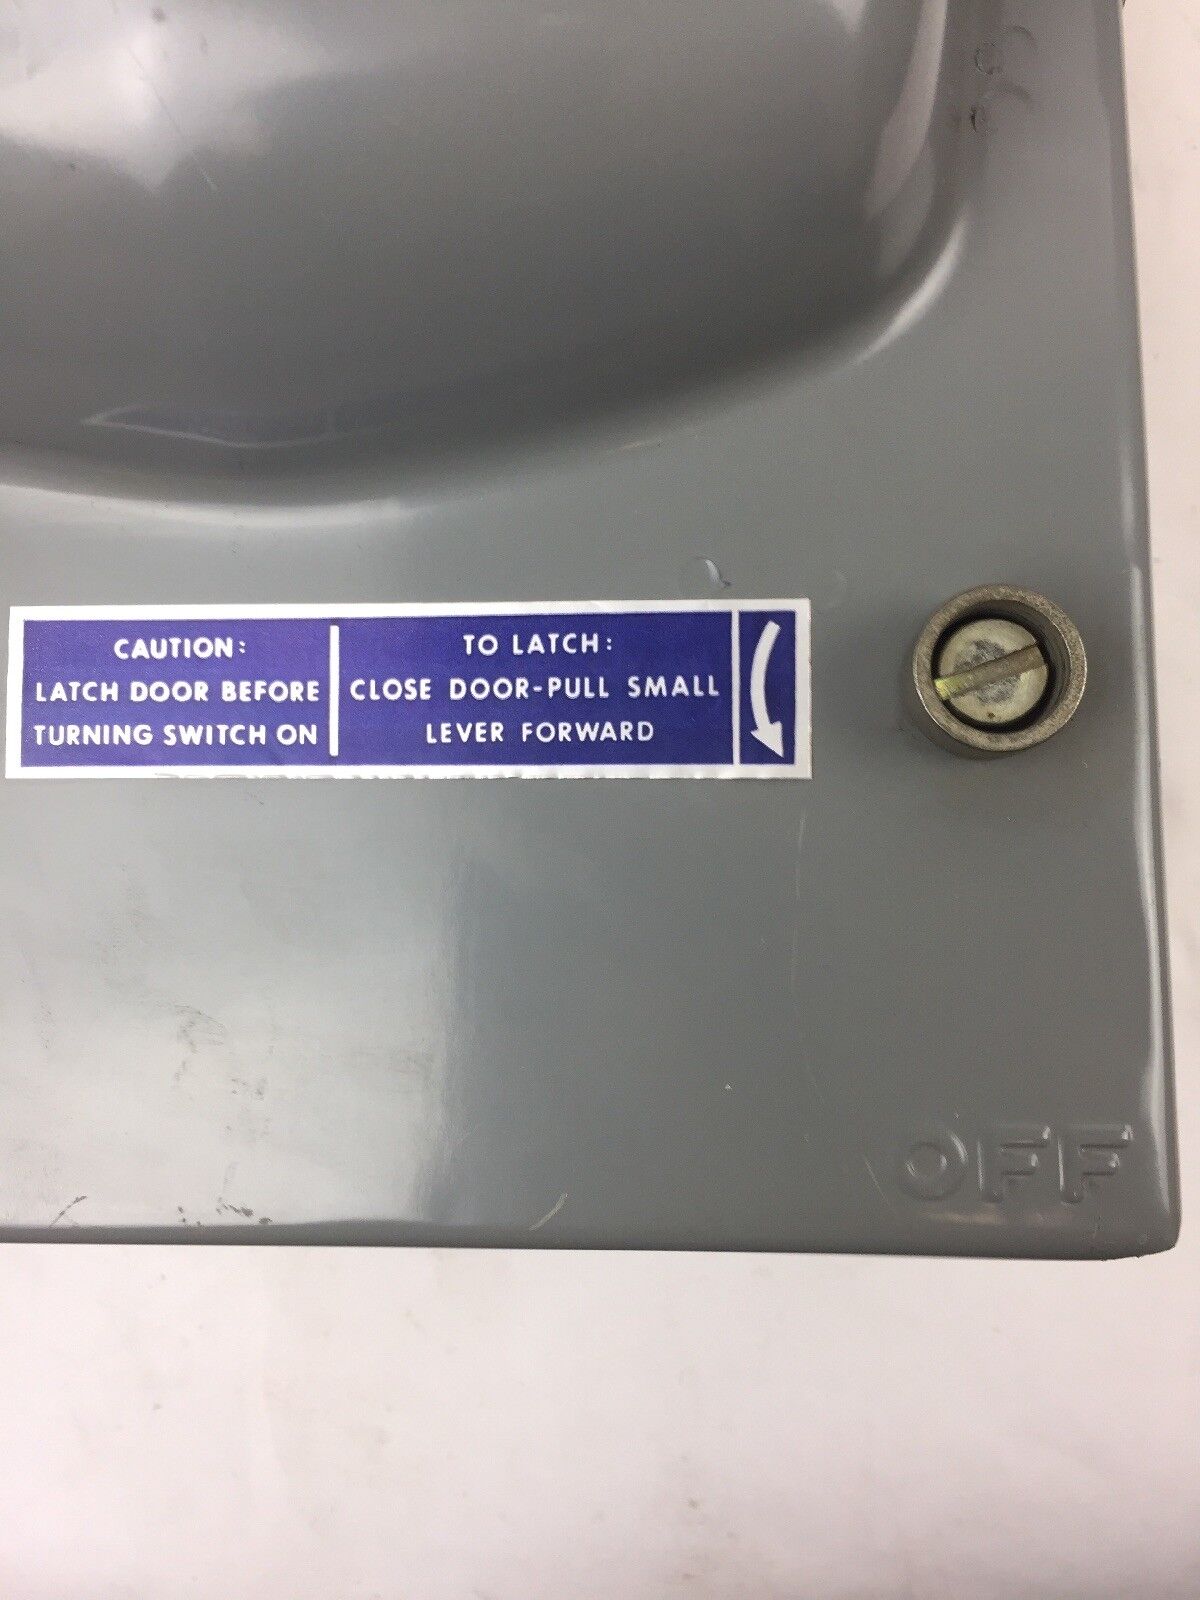 CAUTION:
LATCH DOOR BEFORE
TURNING SWITCH ON
TO LATCH:
CLOSE DOOR-PULL SMALL
LEVER FORWARD
OFF